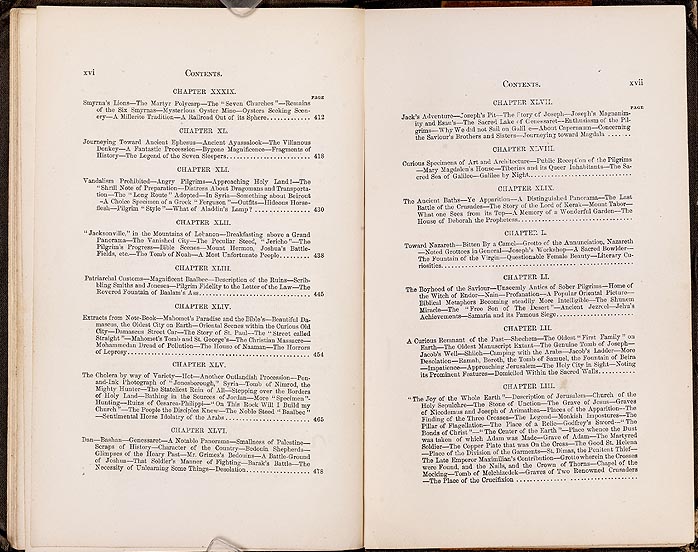 xvi
CONTENTS.
CHAPTER XXXIX.
PAGE
Smyrna's Lions—The Martyr Polycarp—The "Seven Churches"—Remains
of the Six Smyrnas—Mysterious Oyster Mine—Oysters Seeking Scen-
ery—A Millerite Tradition—A Railroad Out of its Sphere............ 412
CHAPTER XL.
Journeying Toward Ancient Ephesus—Ancient Ayassalook—The Villanous
Donkey—A Fantastic Procession—Bygone Magnificence—Fragments of
History—The Legend of the Seven Sleepers.................... 418
CHAPTER XLI.
Vandalism Prohibited—Angry Pilgrims—Approaching Holy Land!—The
"Shrill Note of Preparation—Distress About Dragomans and Transporta-
tion—The "Long Route" Adopted—In Syria—Something about Beirout
—A Choice Specimen of a Greek "Ferguson"—Outfits—Hideous Horse-
flesh—Pilgrim "Style"—What of Aladdin's Lamp?................ 430
CHAPTER XLII.
"Jacksonville," in the Mountains of Lebanon—Breakfasting above a Grand
Panorama—The Vanished City—The Peculiar Steed, "Jericho"—The
Pilgrim's Progress—Bible Scenes—Mount Hermon, Joshua's Battle-
Fields, etc.—The Tomb of Noah—A Most Unfortunate People........ 438
CHAPTER XLIII.
Patriarchal Customs—Magnificent Baalbec—Description of the Ruins—Scrib-
bling Smiths and Joneses—Pilgrim Fidelity to the Letter of the Law—The
Revered Fountain of Baalam's Ass........................ 445
CHAPTER XLIV.
Extracts from Note-Book—Mahomet's Paradise and the Bible's—Beautiful Da-
mascus, the Oldest City on Earth—Oriental Scenes within the Curious Old
City—Damascus Street Car—The Story of St. Paul—The "Street called
Straight"—Mahomet's Tomb and St. George's—The Christian Massacre—
Mohammedan Dread of Pollution—The House of Naaman—The Horrors
of Leprosy........................ 454
CHAPTER XLV.
The Cholera by way of Variety—Hot—Another Outlandish Procession—Pen-
and-Ink Photograph of "Jonesborough," Syria—Tomb of Nimrod, the
Mighty Hunter—The Stateliest Ruin of All—Stepping over the Borders
of Holy Land—Bathing in the Sources of Jordan—More "Specimen"
Hunting—Ruins of Cesarea-Philippi—"On This Rock Will I Build my
Church"—The People the Disciples Knew—The Noble Steed "Baalbec"
—Sentimental Horse Idolatry of the Arabs.................... 465
CHAPTER XLVI.
Dan—Bashan—Genessaret—A Notable Panorama—Smallness of Palestine—
Scraps of History—Character of the Country—Bedouin Shepherds—
Glimpses of the Hoary Past—Mr. Grimes's Bedouins—A Battle-Ground
of Joshua—That Soldier's Manner of Fighting—Barak's Battle—The
Necessity of Unlearning Some Things—Desolation................ 478
CONTENTS.
xvii
CHAPTER XLVII.
PAGE
Jack's Adventure—Joseph's Pit—The Story of Joseph—Joseph's Magnanim-
ity and Esau's—The Sacred Lake of Genessaret—Enthusiasm of the Pil-
grims—Why We did not Sail on Galilee—About Capernaum—Concerning
the Saviour's Brothers and Sisters—Journeying toward Magdala ........
CHAPTER XLVIII.
Curious Specimens of Art and Architecture—Public Reception of the Pilgrims
—Mary Magdalen's House—Tiberias and its Queer Inhabitants—The Sa-
cred Sea of Galilee—Galilee by Night........................
CHAPTER XLIX.
The Ancient Baths—Ye Apparition—A Distinguished Panorama—The Last
Battle of the Crusades—The Story of the Lord of Kerak—Mount Tabor—
What one Sees from its Top—A Memory of a Wonderful Garden—The
House of Deborah the Prophetess........................
CHAPTER L.
Toward Nazareth—Bitten By a Camel—Grotto of the Annunciation, Nazareth
—Noted Grottoes in General—Joseph's Workshop—A Sacred Bowlder—
The Fountain of the Virgin—Questionable Female Beauty—Literary Cu-
riosities........................
CHAPTER LI.
The Boyhood of the Saviour—Unseemly Antics of Sober Pilgrims—Home of
the Witch of Endor—Nain—Profanation—A Popular Oriental Picture—
Biblical Metaphors Becoming steadily More Intelligible—The Shunem
Miracle—The "Free Son of The Desert"—Ancient Jezreel—Jehu's
Achievements—Samaria and its Famous Siege................
CHAPTER LII.
A Curious Remnant of the Past—Shechem—The Oldest "First Family" on
Earth—The Oldest Manuscript Extant—The Genuine Tomb of Joseph—
Jacob's Well—Shiloh—Camping with the Arabs—Jacob's Ladder—More
Desolation—Ramah, Beroth, the Tomb of Samuel, the Fountain of Beira
—Impatience—Approaching Jerusalem—The Holy City in Sight—Noting
its Prominent Features—Domiciled Within the Sacred Walls........
CHAPTER LIII.
"The Joy of the Whole Earth"—Description of Jerusalem—Church of the
Holy Sepulchre—The Stone of Unction—The Grave of Jesus—Graves
of Nicodemus and Joseph of Arimathea—Places of the Apparition—The
Finding of the Three Crosses—The Legend—Monkish Impostures—The
Pillar of Flagellation—The Place of a Relic—Godfrey's Sword—"The
Bonds of Christ"—"The Center of the Earth"—Place whence the Dust
was taken of which Adam was Made—Grave of Adam—The Martyred
Soldier—The Copper Plate that was On the Cross—The Good St. Helena
—Place of the Division of the Garments—St. Dimas, the Penitent Thief—
The Late Emperor Maximilian's Contribution—Grotto wherein the Crosses
were Found, and the Nails, and the Crown of Thorns—Chapel of the
Mocking—Tomb of Melchizedek—Graves of Two Renowned Crusaders
—The Place of the Crucifixion ........................